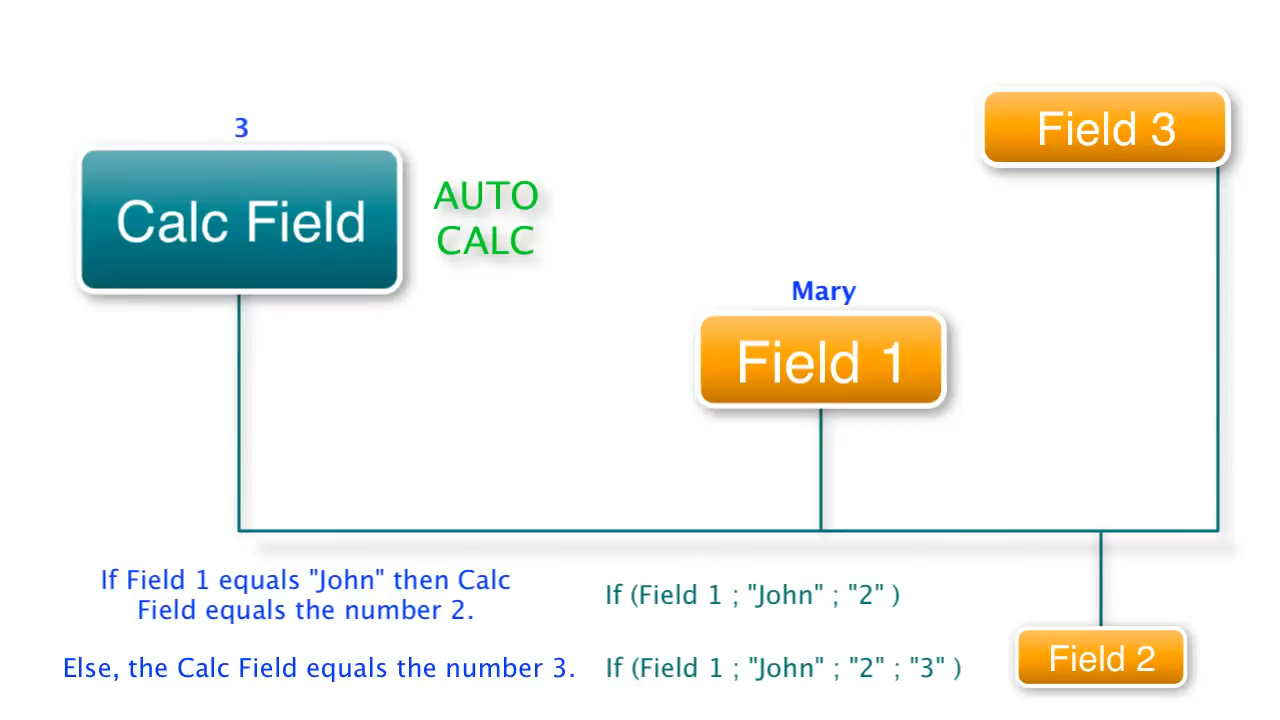 3
Calc Field
AUTO
CALC
Field 3
Mary
Field 1
If Field 1 equals "John" then Calc
Field equals the number 2.
If (Field 1 ; "John" ; "2" )
Else, the Calc Field equals the number 3.
If (Field 1 ; "John" ; "2" ; "3" )
Field 2